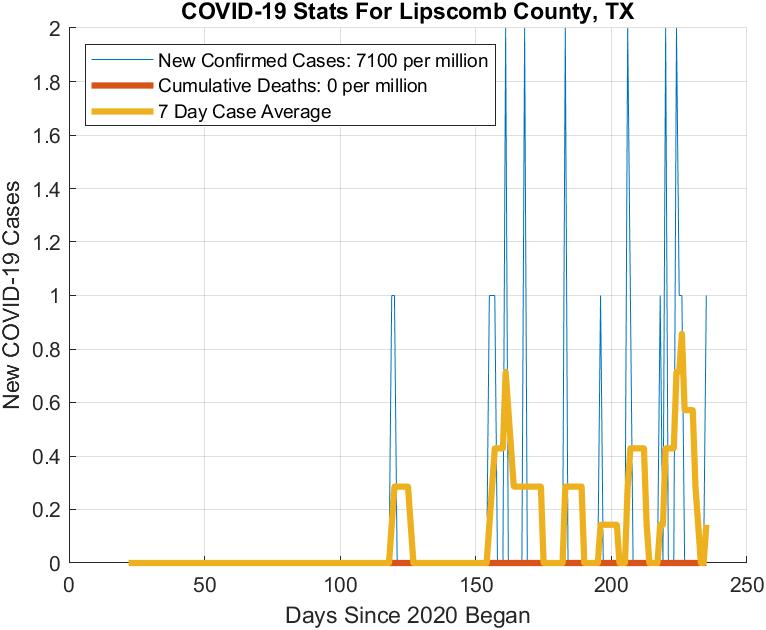 COVID-19 Stats For Lipscomb County, TX
New Confirmed Cases: 7100 per million
Cumulative Deaths: 0 per million
7 Day Case Average
New COVID-19 Cases
2
1.8
1.6
1.4
1.2
1
0.8
0.6
0.4
0.2
0
0 50 100 150 200 250
Days Since 2020 Began